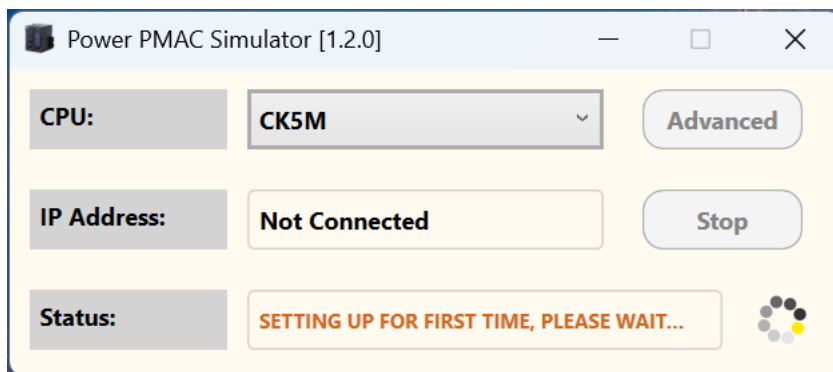 Power PMAC Simulator [1.2.0]
CPU: CK5M Advanced
IP Address: Not Connected Stop
Status: SETTING UP FOR FIRST TIME, PLEASE WAIT...